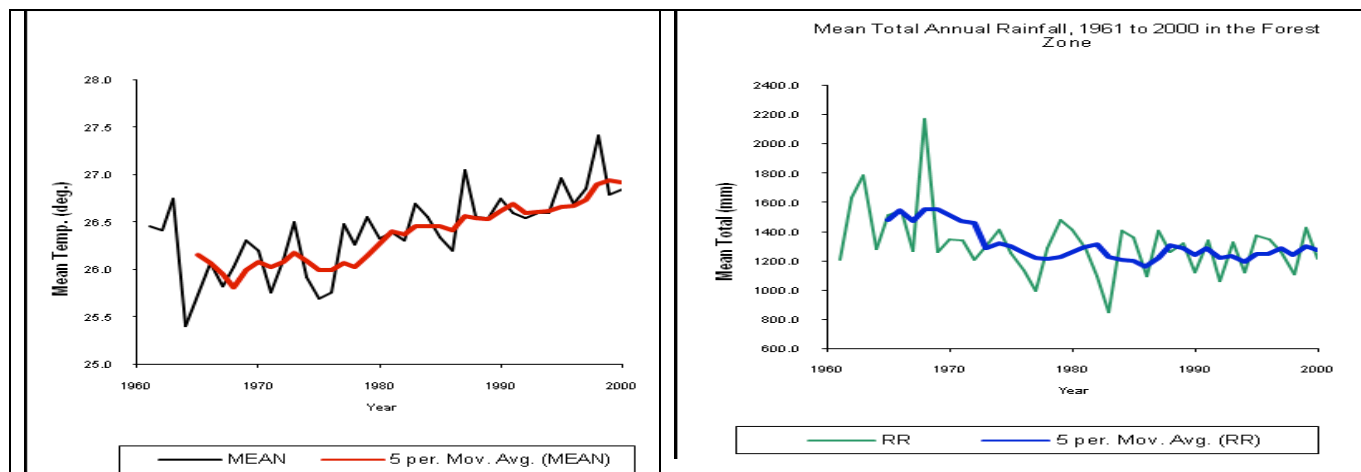 28.0
27.5
27.0
26.5
26.0
25.5
25.0
Mean Temp. (deg.)
1960 1970 1980 1990 2000
Year
MEAN 5 per. Mov. Avg. (MEAN)
Mean Total Annual Rainfall, 1961 to 2000 in the Forest
Zone
2400.0
2200.0
2000.0
1800.0
1600.0
1400.0
1200.0
1000.0
800.0
600.0
Mean Total (mm)
1960 1970 1980 1990 2000
Year
RR 5 per. Mov. Avg. (RR)